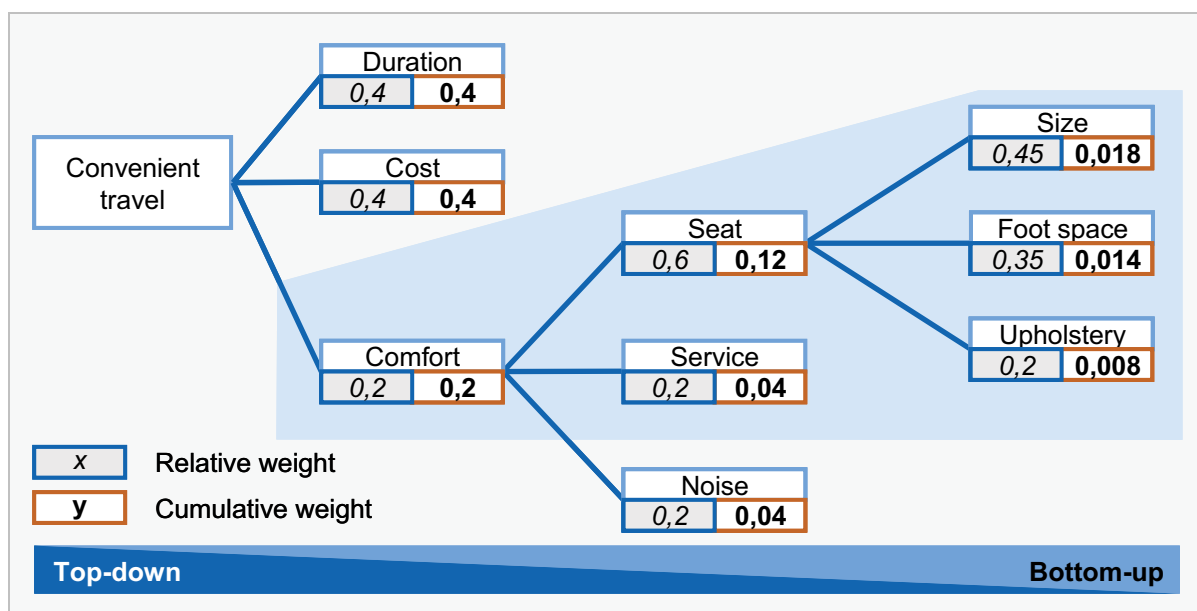 Duration
0,4 0,4
Convenient
travel
Cost
0,4 0,4
Comfort
0,2 0,2
Seat
0,6 0,12
Service
0,2 0,04
Noise
0,2 0,04
Size
0,45 0,018
Foot space
0,35 0,014
Upholstery
0,2 0,008
x Relative weight
y Cumulative weight
Top-down Bottom-up